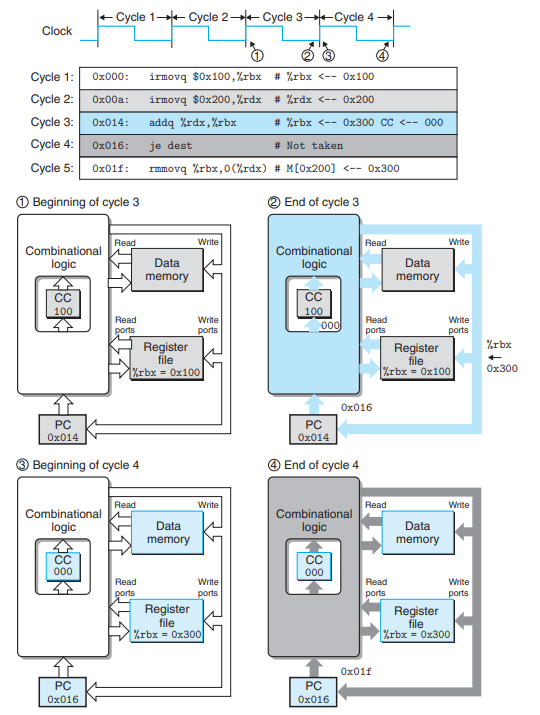 Cycle 1 Cycle 2 Cycle 3 Cycle 4
Clock
① ② ③ ④
Cycle 1: 0x000: irmovq $0x100,%rbx # %rbx <-- 0x100
Cycle 2: 0x00a: irmovq $0x200,%rdx # %rdx <-- 0x200
Cycle 3: 0x014: addq %rdx,%rbx # %rbx <-- 0x300 CC <-- 000
Cycle 4: 0x016: je dest # Not taken
Cycle 5: 0x01f: rmmovq %rbx,0(%rdx) # M[0x200] <-- 0x300
① Beginning of cycle 3
Combinational
logic
CC
100
Read
Write
Data
memory
Read
ports
Write
ports
Register
file
%rbx = 0x100
PC
0x014
② End of cycle 3
Combinational
logic
CC
100
000
Read
Write
Data
memory
Read
ports
Write
ports
Register
file
%rbx = 0x100
%rbx
←
0x300
0x016
PC
0x014
③ Beginning of cycle 4
Combinational
logic
CC
000
Read
Write
Data
memory
Read
ports
Write
ports
Register
file
%rbx = 0x300
PC
0x016
④ End of cycle 4
Combinational
logic
CC
000
Read
Write
Data
memory
Read
ports
Write
ports
Register
file
%rbx = 0x300
0x01f
PC
0x016